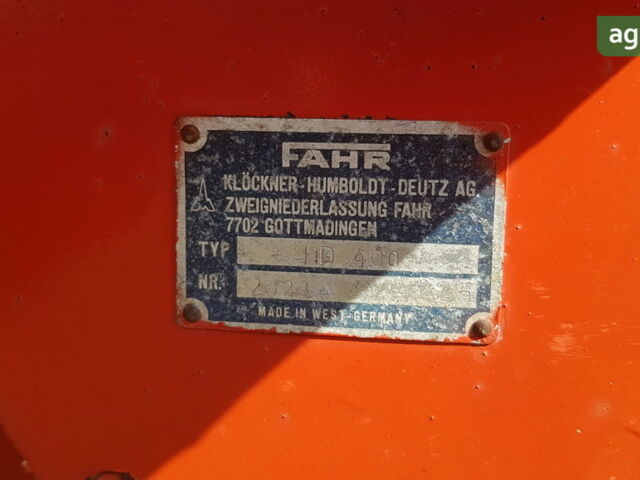 ag
FAHR
KLÖCKNER-HUMBOLDT-DEUTZ AG
ZWEIGNIEDERLASSUNG FAHR
7702 GOTTMADINGEN
TYP HD 400
NR.
MADE IN WEST-GERMANY